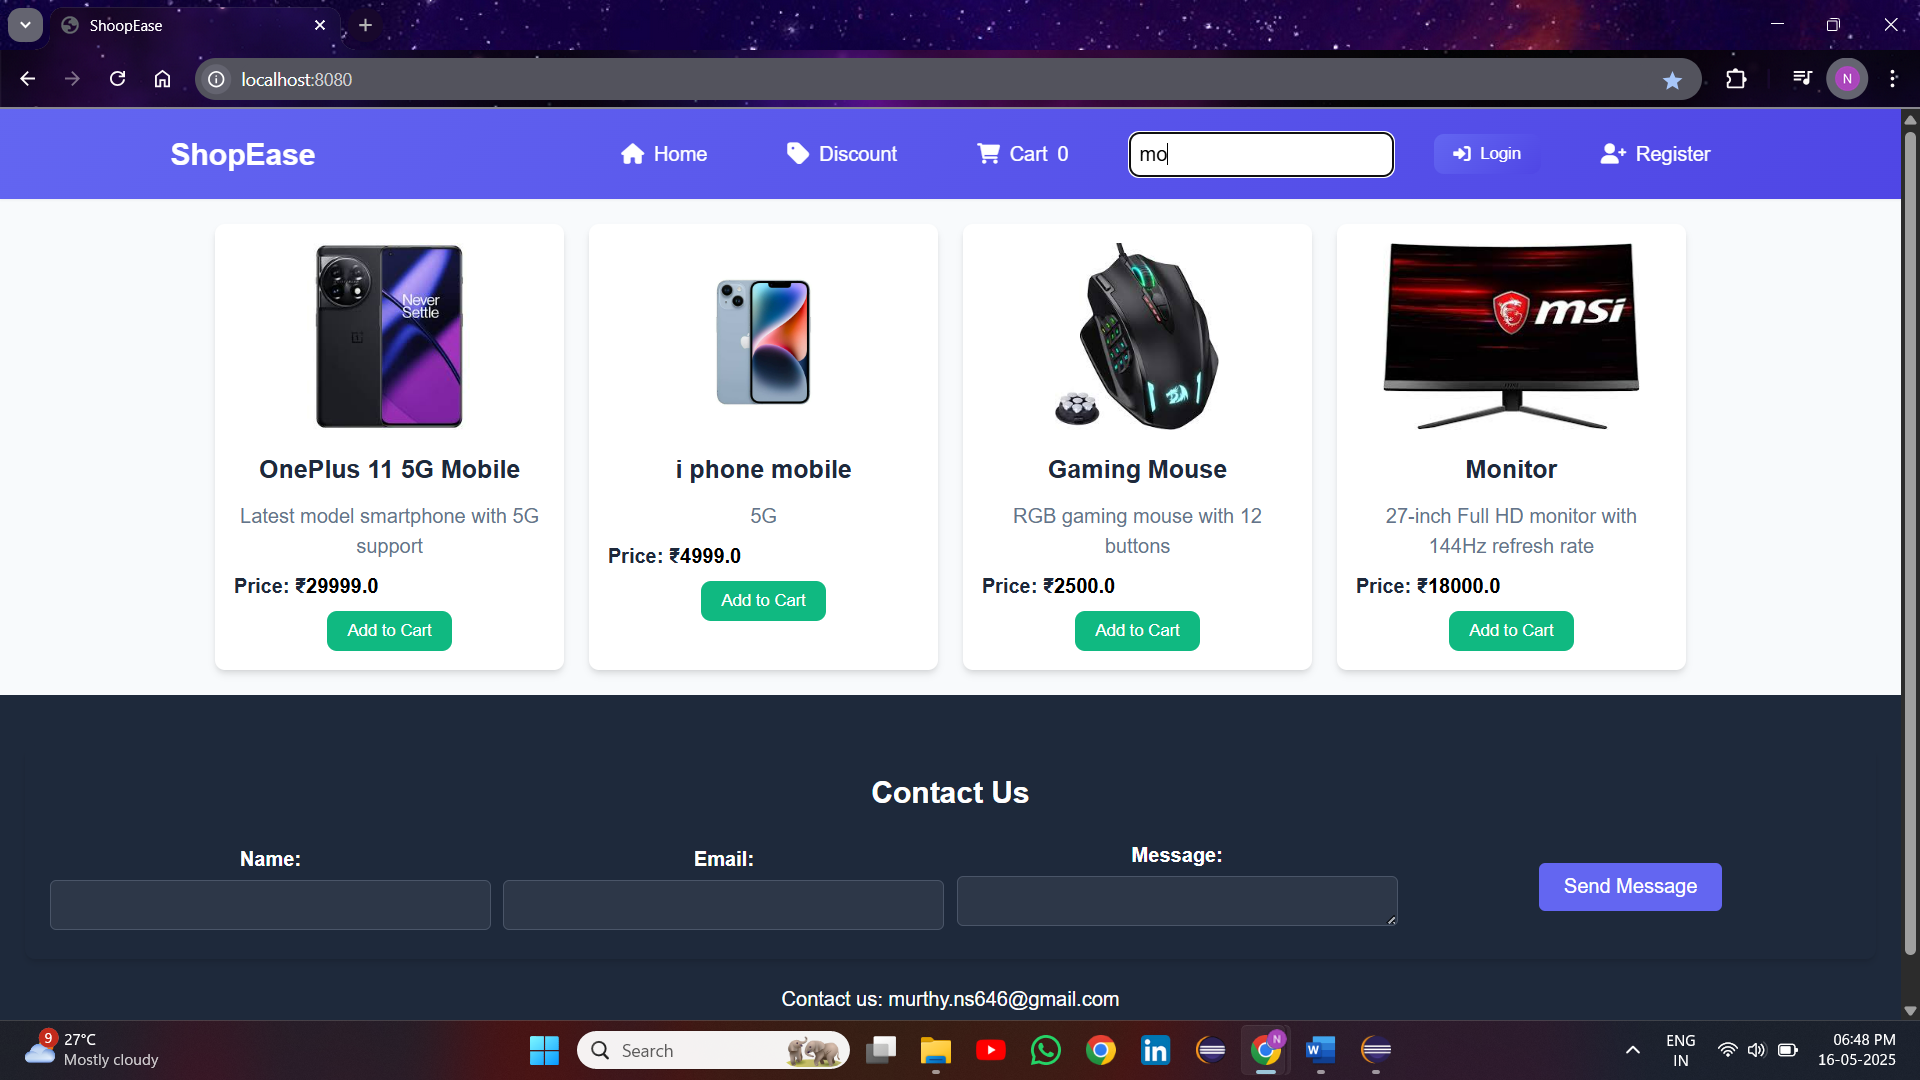 ShoopEase
localhost:8080
N
ShopEase
Home
Discount
Cart 0
mo
Login
Register
Never
Settle
msi
OnePlus 11 5G Mobile
Latest model smartphone with 5G
support
Price: ₹29999.0
Add to Cart
i phone mobile
5G
Price: ₹4999.0
Add to Cart
Gaming Mouse
RGB gaming mouse with 12
buttons
Price: ₹2500.0
Add to Cart
Monitor
27-inch Full HD monitor with
144Hz refresh rate
Price: ₹18000.0
Add to Cart
Contact Us
Name:
Email:
Message:
Send Message
Contact us: murthy.ns646@gmail.com
9
27°C
Mostly cloudy
Search
in
N
W
ENG
IN
06:48 PM
16-05-2025